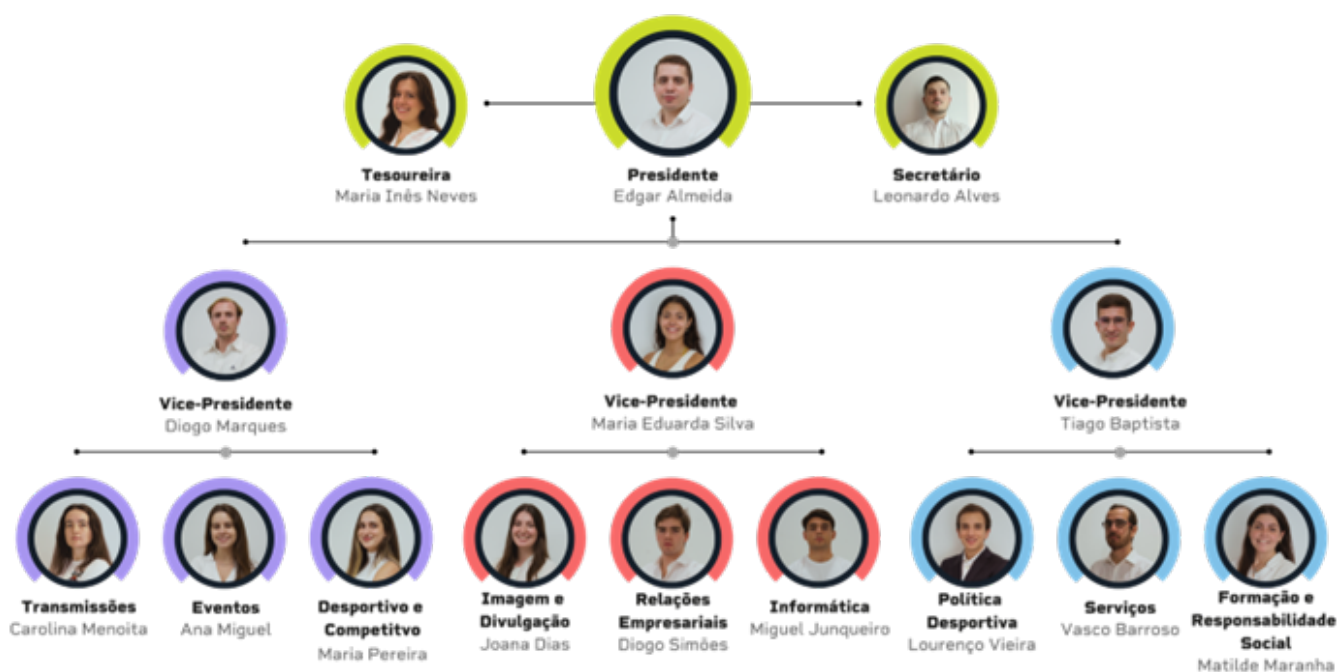 Tesoureira
Maria Inês Neves
Presidente
Edgar Almeida
Secretário
Leonardo Alves
Vice-Presidente
Diogo Marques
Vice-Presidente
Maria Eduarda Silva
Vice-Presidente
Tiago Baptista
Transmissões
Carolina Menoita
Eventos
Ana Miguel
Desportivo e
Competitvo
Maria Pereira
Imagem e
Divulgação
Joana Dias
Relações
Empresariais
Diogo Simões
Informática
Miguel Junqueiro
Política
Desportiva
Lourenço Vieira
Serviços
Vasco Barroso
Formação e
Responsabilidade
Social
Matilde Maranha